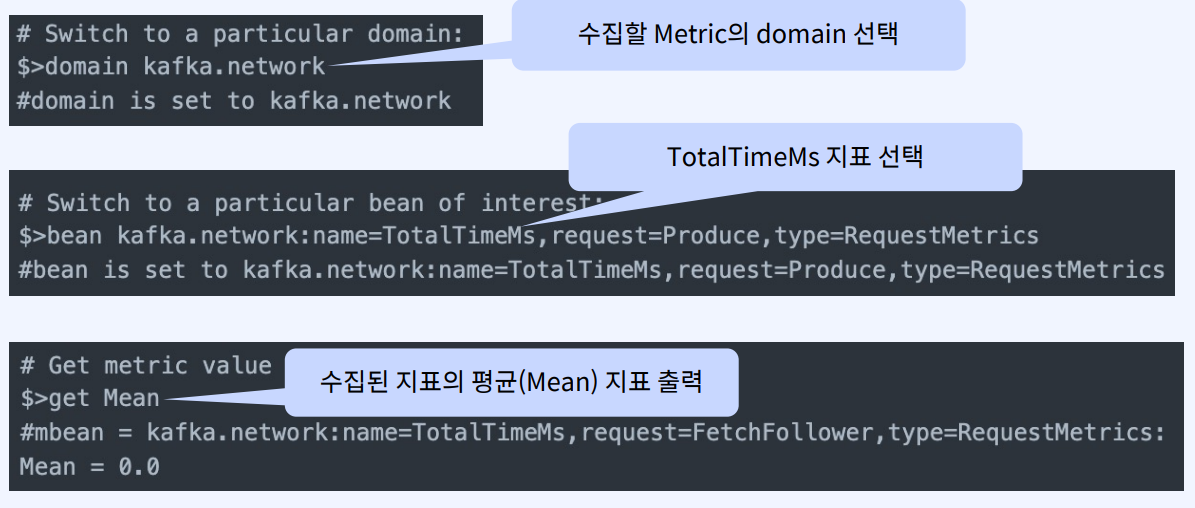 # Switch to a particular domain:
$>domain kafka.network
#domain is set to kafka.network
수집할 Metric의 domain 선택
TotalTimeMs 지표 선택
# Switch to a particular bean of interest:
$>bean kafka.network:name=TotalTimeMs,request=Produce,type=RequestMetrics
#bean is set to kafka.network:name=TotalTimeMs,request=Produce,type=RequestMetrics
# Get metric value
$>get Mean
수집된 지표의 평균(Mean) 지표 출력
#mbean = kafka.network:name=TotalTimeMs,request=FetchFollower,type=RequestMetrics:
Mean = 0.0